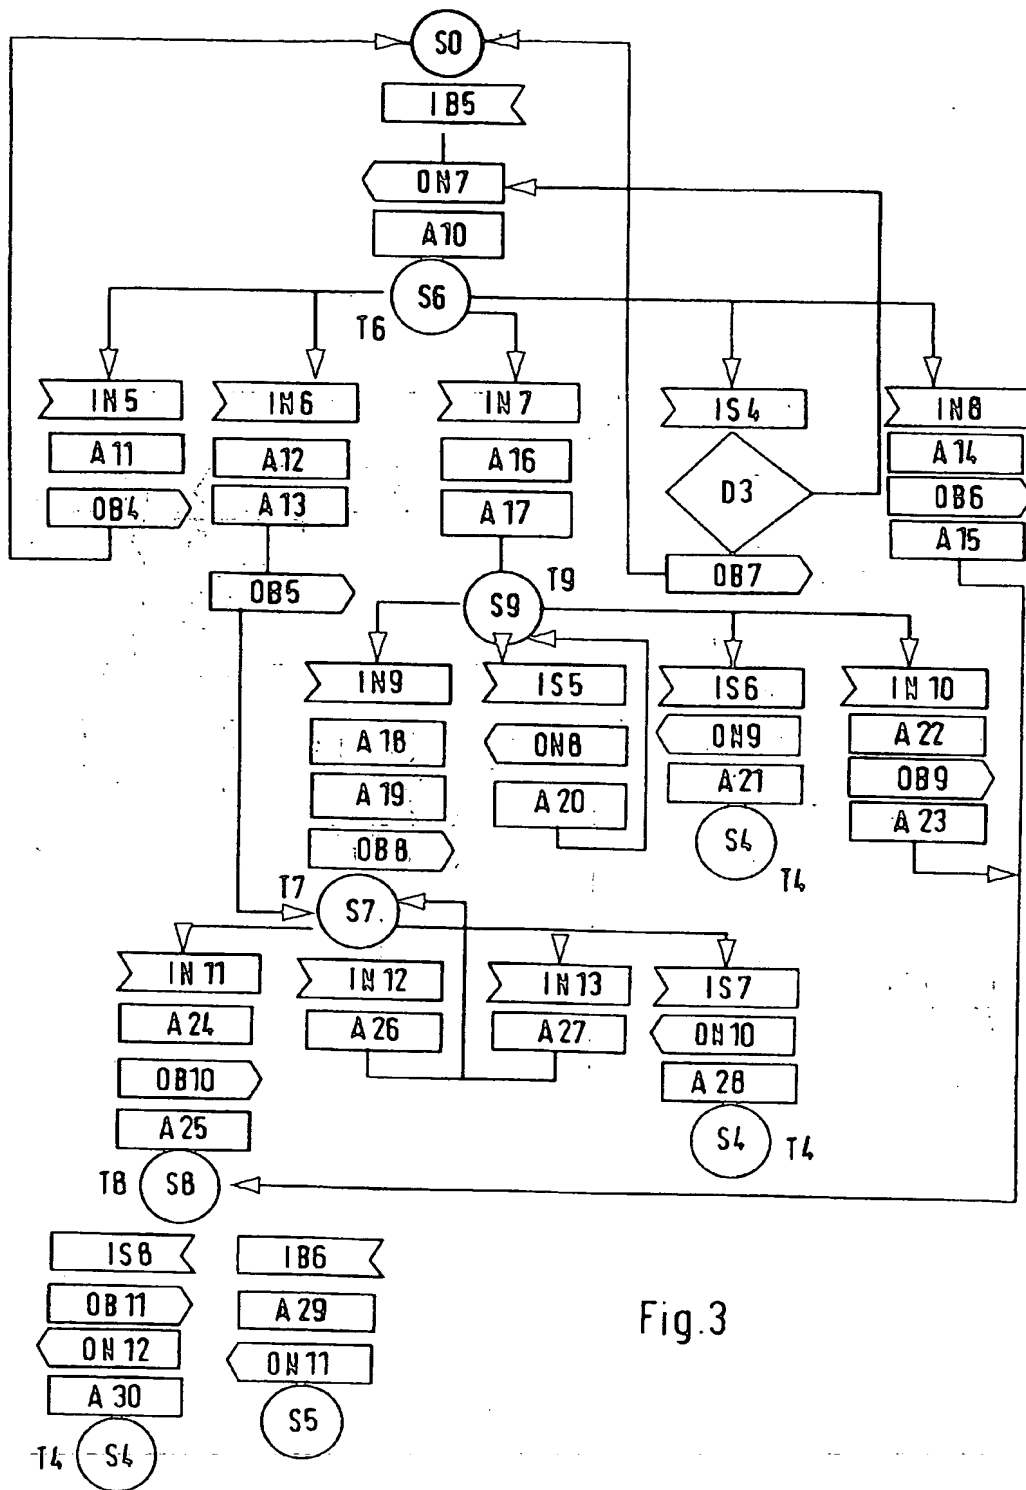 S0
IB5
ON7
A10
S6
T6
IN5
IN6
IN7
IS4
IN8
A11
A12
A16
D3
A14
OB4
A13
A17
OB6
A15
OB5
T9
S9
OB7
IN9
IS5
IS6
IN10
A18
ON8
ON9
A22
A19
A20
A21
OB9
OB8
S4
T4
A23
T7
S7
IN11
IN12
IN13
IS7
A24
A26
A27
ON10
OB10
A28
A25
S4
T4
T8
S8
IS8
IB6
OB11
A29
ON12
ON11
A30
S5
T4
S4
Fig.3